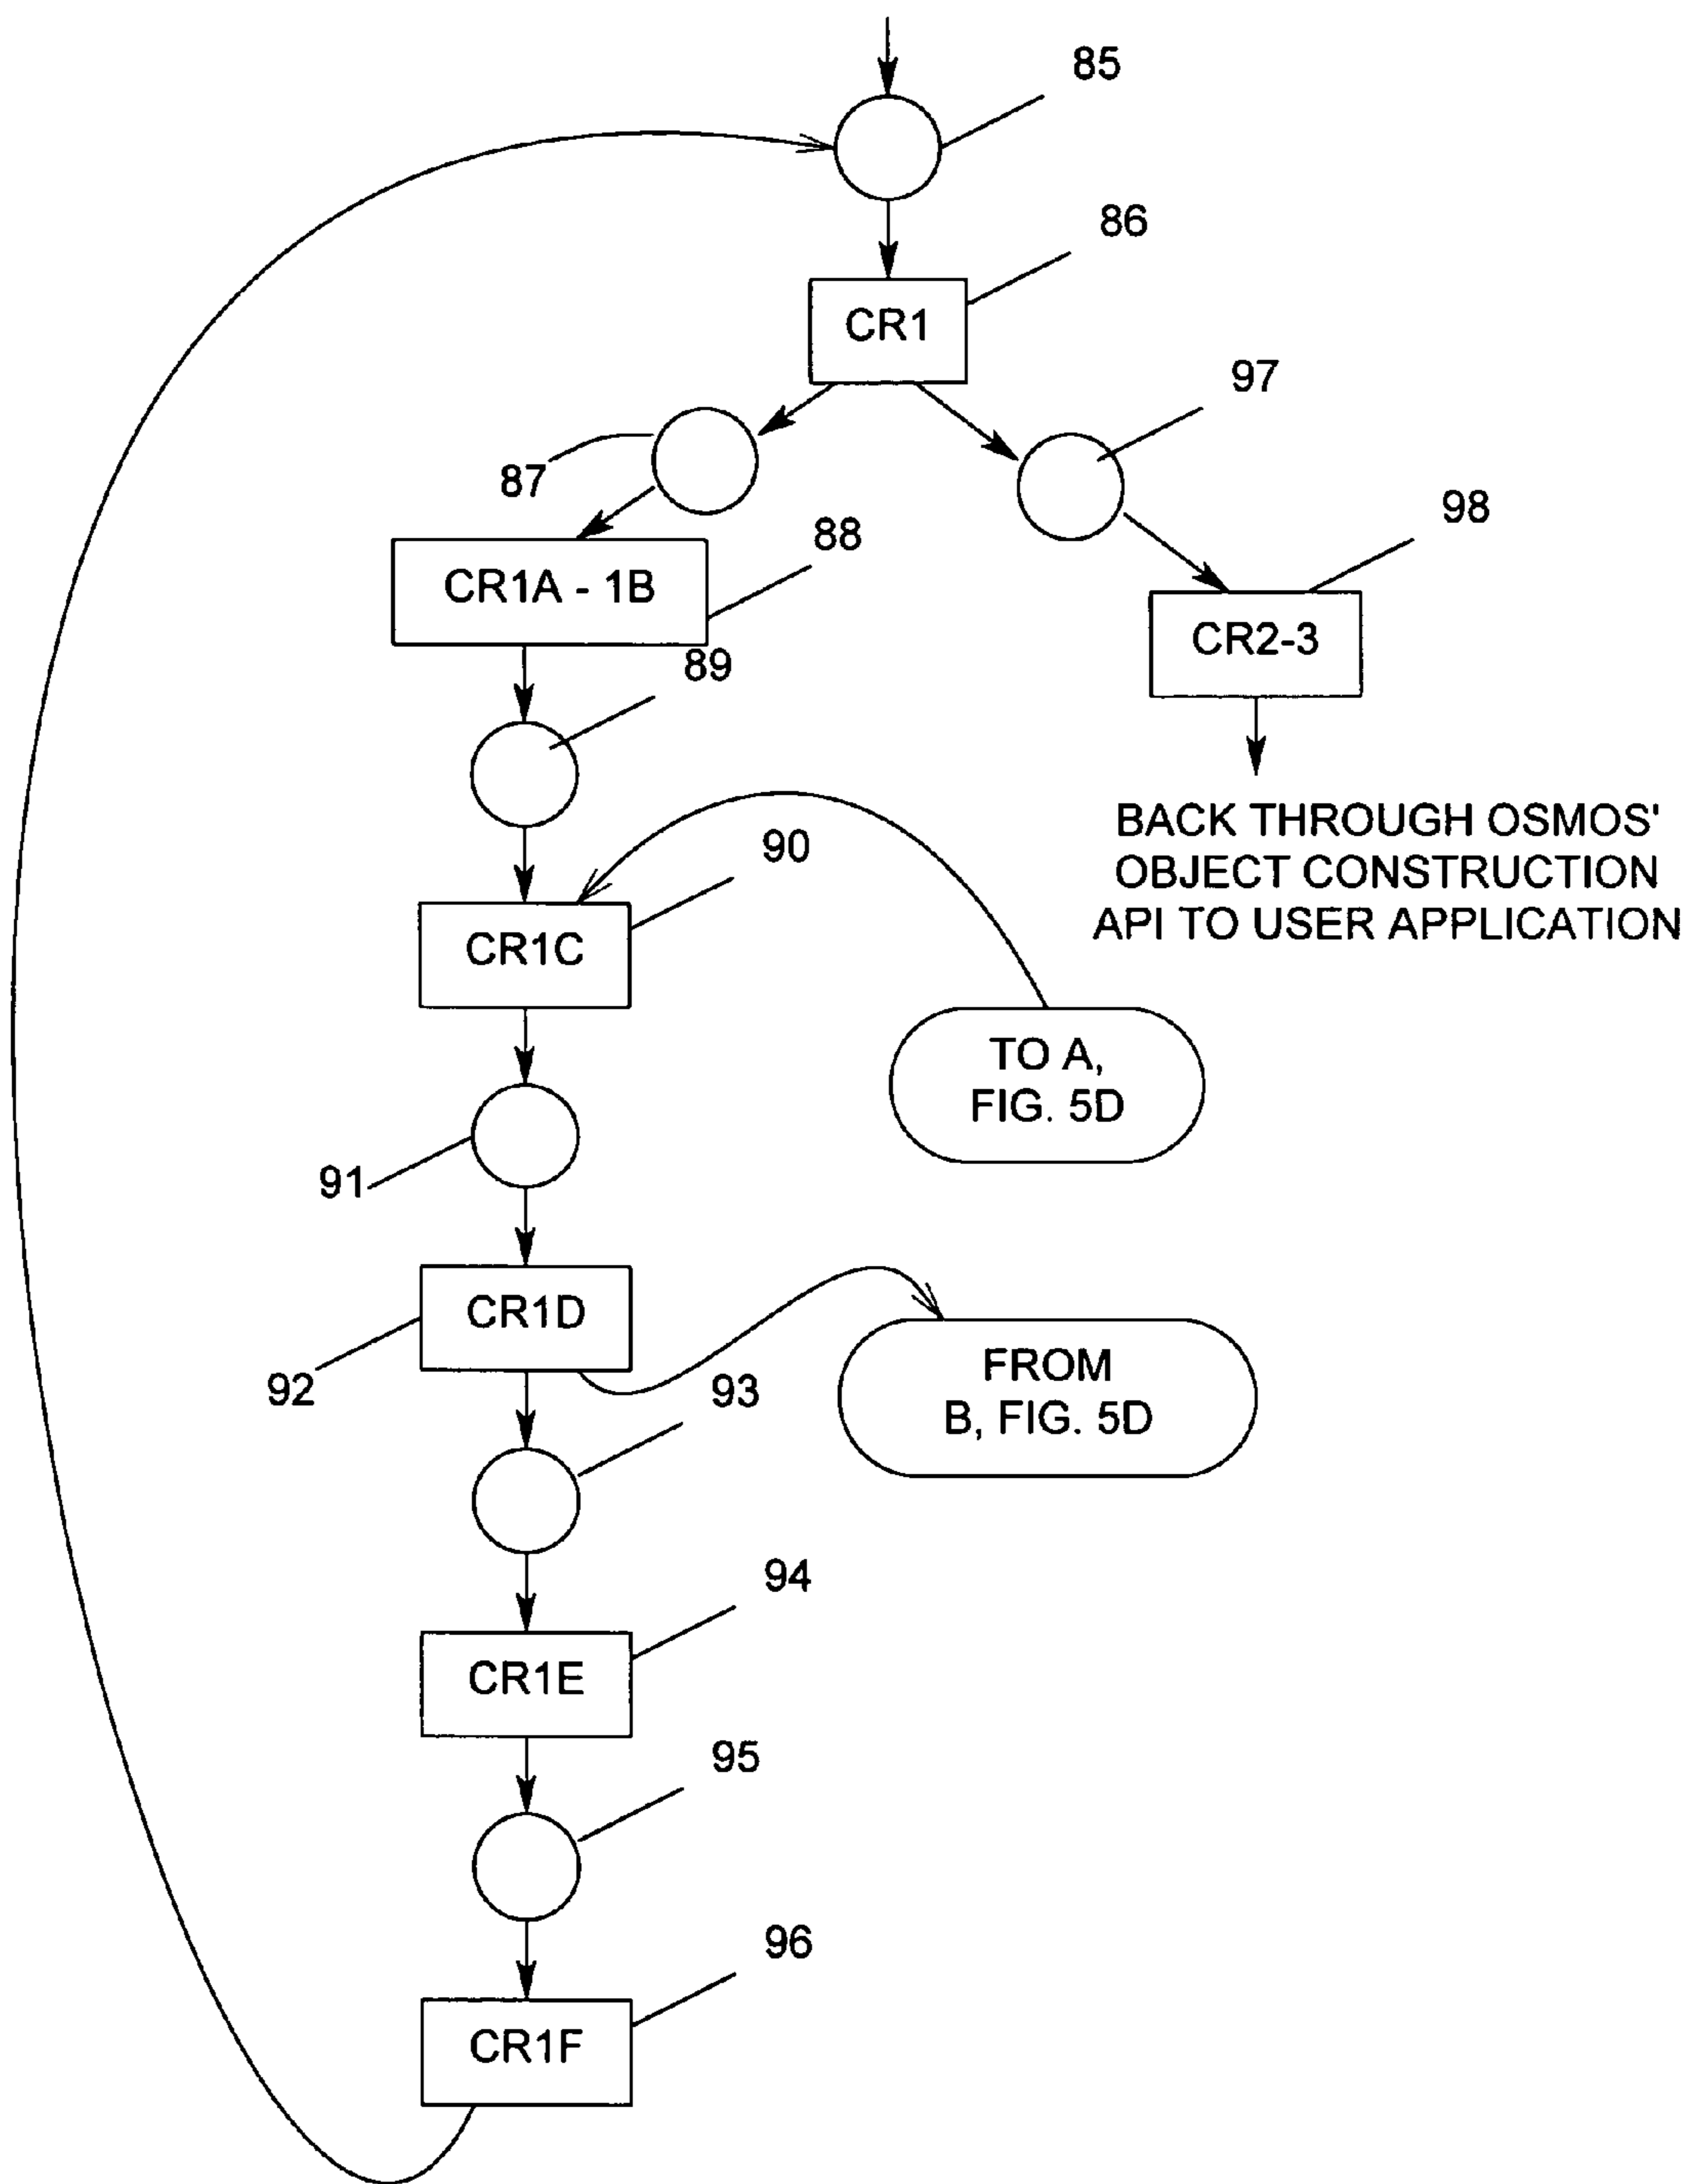 85
86
CR1
97
87
98
88
CR1A - 1B
CR2-3
89
BACK THROUGH OSMOS'
OBJECT CONSTRUCTION
API TO USER APPLICATION
90
CR1C
TO A,
FIG. 5D
91
CR1D
FROM
B, FIG. 5D
92
93
94
CR1E
95
96
CR1F